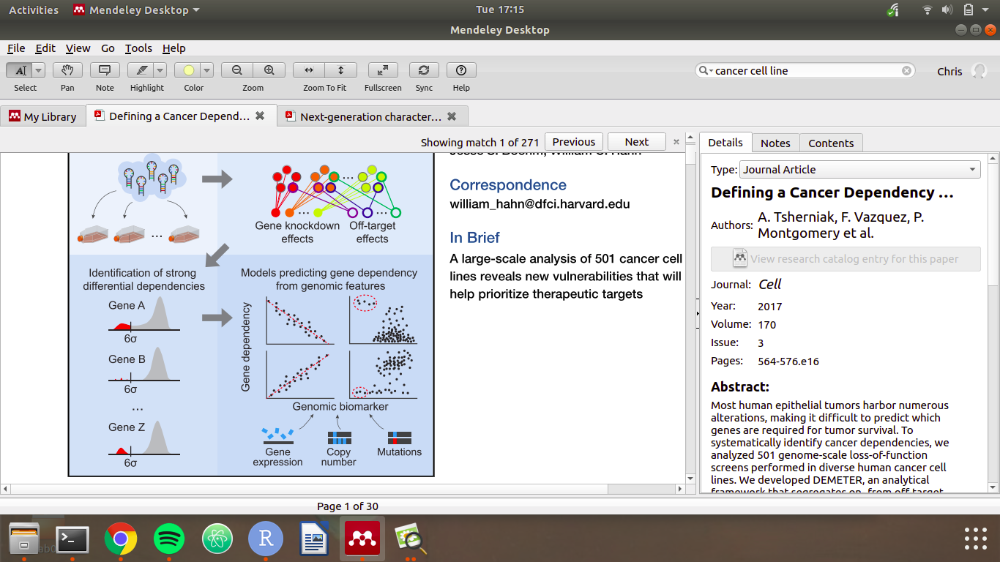 Activities
Mendeley Desktop
Tue 17:15
Mendeley Desktop
File Edit View Go Tools Help
Select
Pan
Note
Highlight
Color
Zoom
Zoom To Fit
Fullscreen
Sync
Help
cancer cell line
Chris
My Library
Defining a Cancer Depend…
Next-generation character…
Showing match 1 of 271
Previous
Next
Gene knockdown
effects
Off-target
effects
Identification of strong
differential dependencies
Gene A
6σ
Gene B
6σ
...
Gene Z
6σ
Models predicting gene dependency
from genomic features
Gene dependency
Genomic biomarker
Gene
expression
Copy
number
Mutations
Correspondence
william_hahn@dfci.harvard.edu
In Brief
A large-scale analysis of 501 cancer cell
lines reveals new vulnerabilities that will
help prioritize therapeutic targets
Page 1 of 30
Details
Notes
Contents
Type: Journal Article
Defining a Cancer Dependency …
Authors: A. Tsherniak, F. Vazquez, P.
Montgomery et al.
View research catalog entry for this paper
Journal: Cell
Year: 2017
Volume: 170
Issue: 3
Pages: 564-576.e16
Abstract:
Most human epithelial tumors harbor numerous
alterations, making it difficult to predict which
genes are required for tumor survival. To
systematically identify cancer dependencies, we
analyzed 501 genome-scale loss-of-function
screens performed in diverse human cancer cell
lines. We developed DEMETER, an analytical
framework that segregates on- from off-target
R